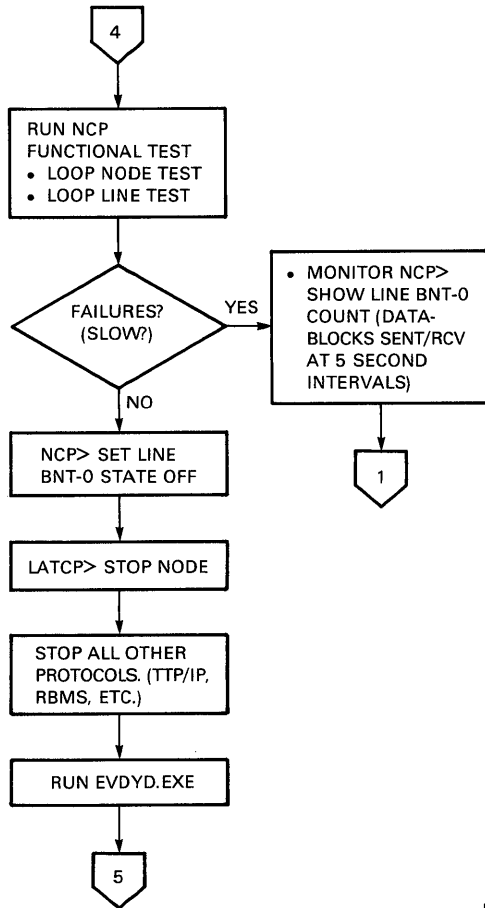 4
RUN NCP
FUNCTIONAL TEST
• LOOP NODE TEST
• LOOP LINE TEST
FAILURES?
(SLOW?)
YES
• MONITOR NCP>
SHOW LINE BNT-0
COUNT (DATA-
BLOCKS SENT/RCV
AT 5 SECOND
INTERVALS)
1
NO
NCP> SET LINE
BNT-0 STATE OFF
LATCP> STOP NODE
STOP ALL OTHER
PROTOCOLS. (TTP/IP,
RBMS, ETC.)
RUN EVDYD.EXE
5